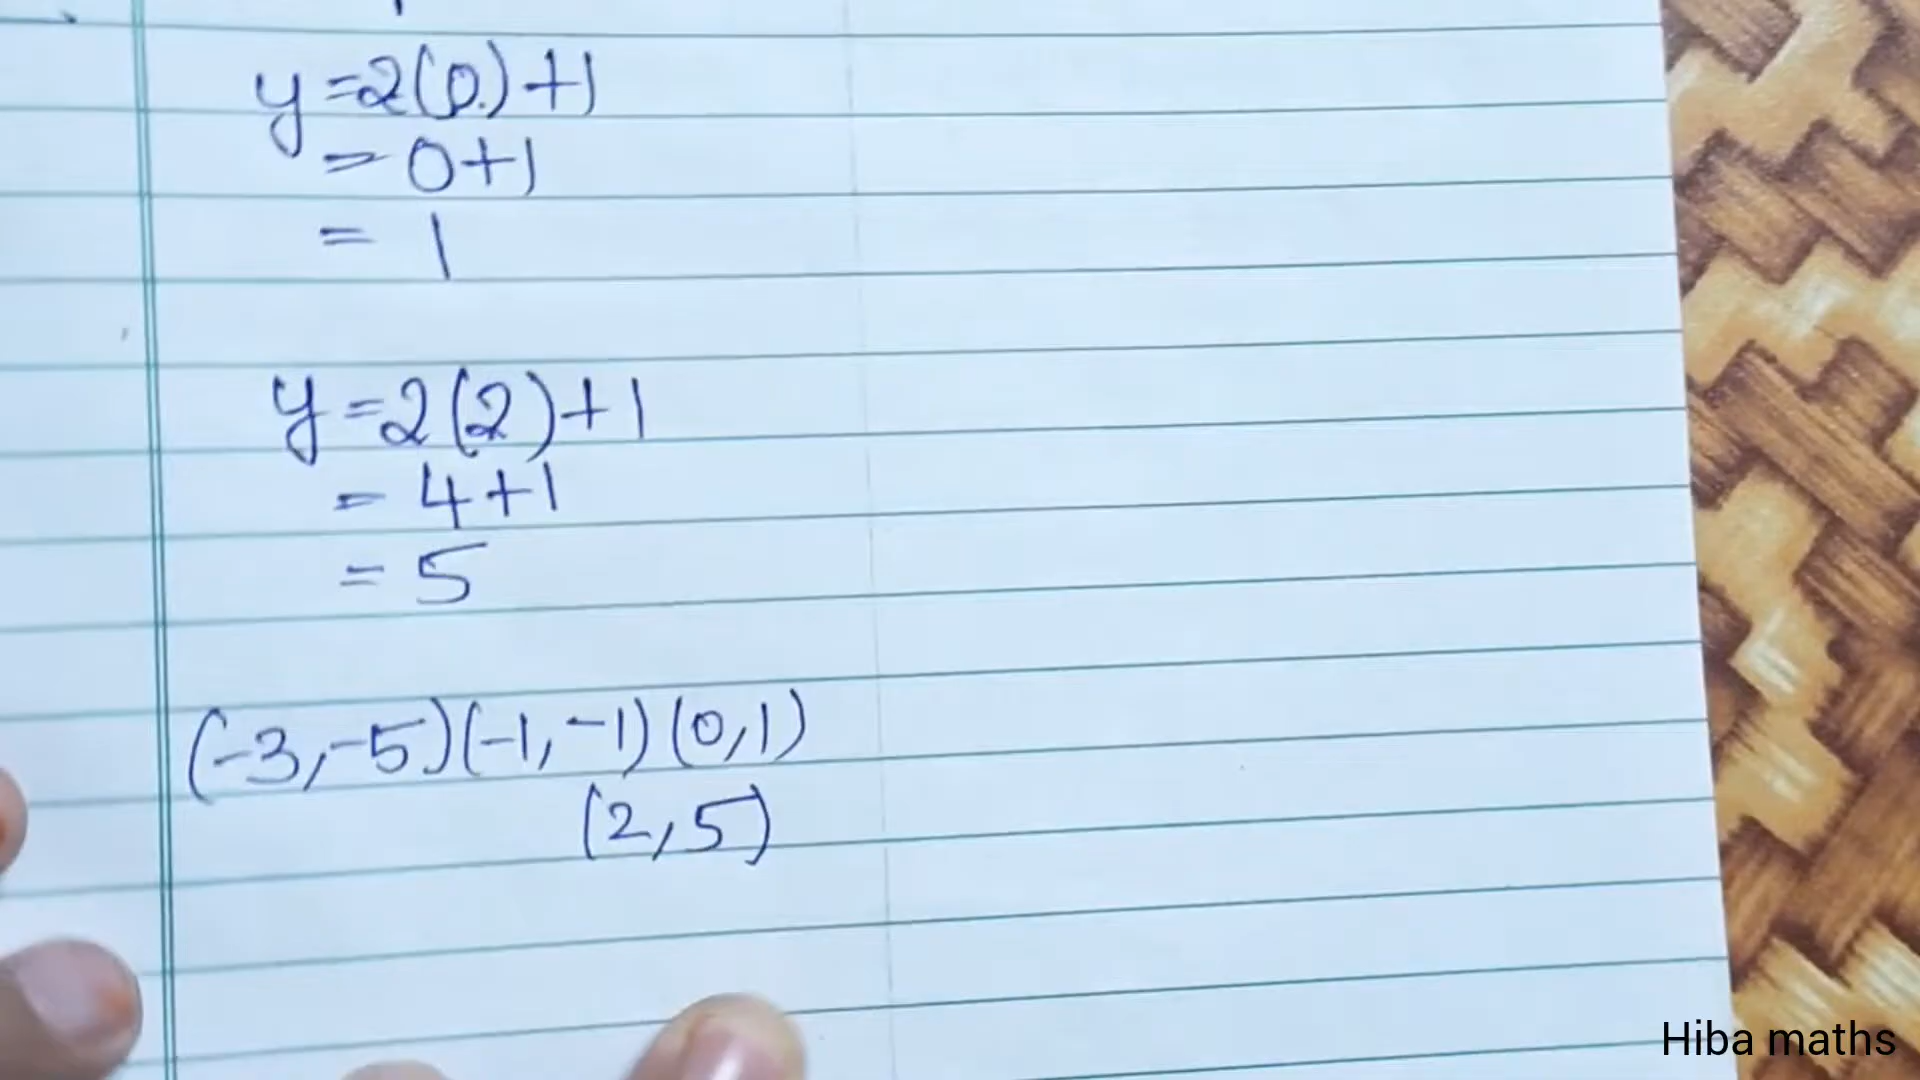 y=2(0)+1
= 0+1
= 1
y=2(2)+1
= 4+1
= 5
(-3,-5)(-1,-1)(0,1)
(2,5)
Hiba maths